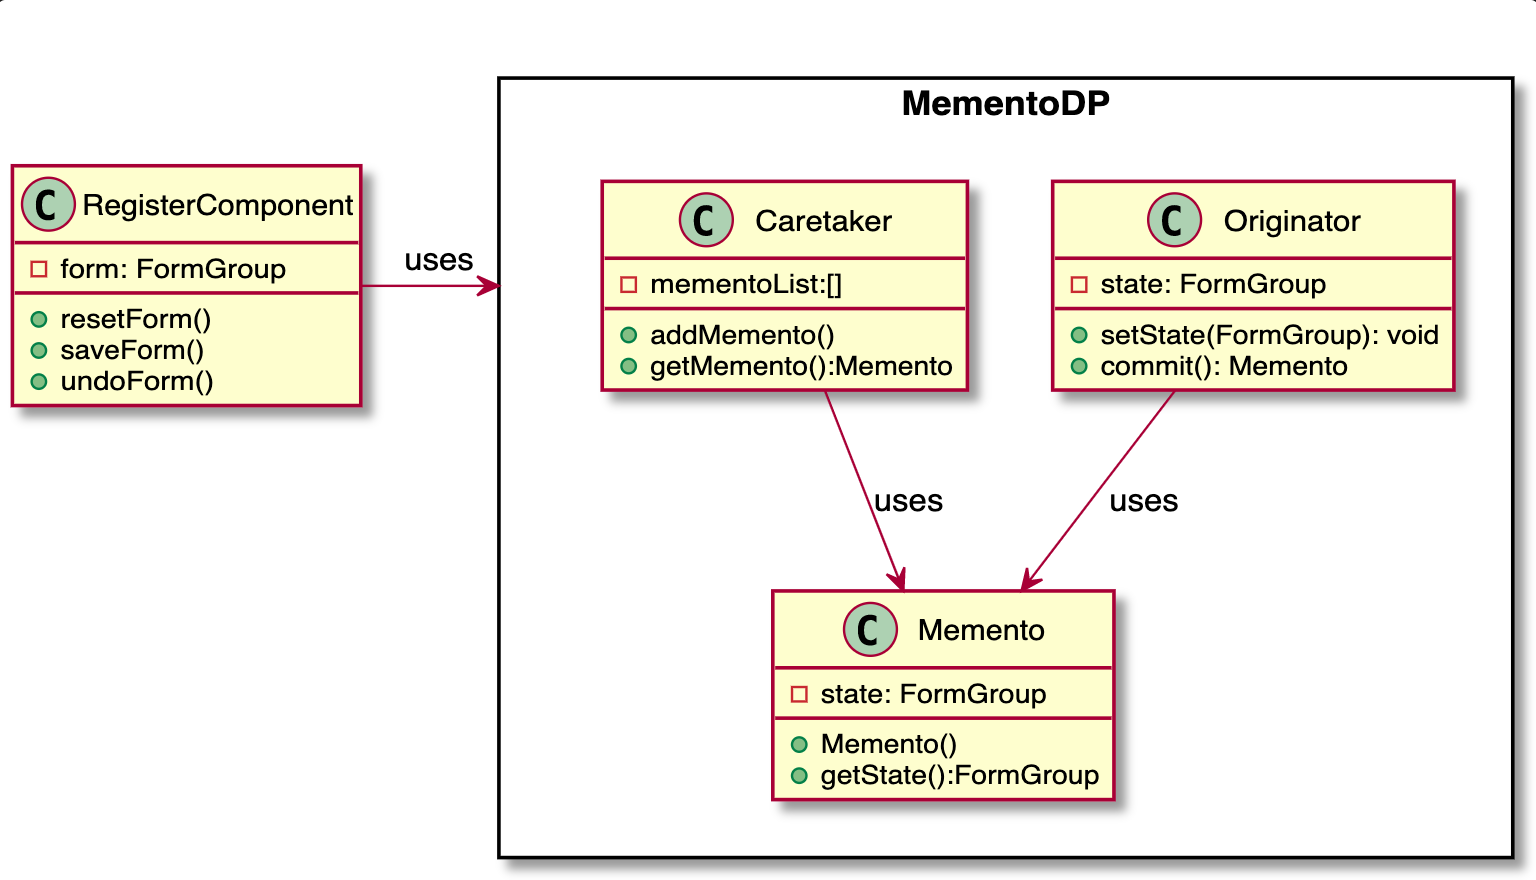 MementoDP
C RegisterComponent
form: FormGroup
resetForm()
saveForm()
undoForm()
uses
C Caretaker
mementoList:[]
addMemento()
getMemento():Memento
C Originator
state: FormGroup
setState(FormGroup): void
commit(): Memento
uses
uses
C Memento
state: FormGroup
Memento()
getState():FormGroup